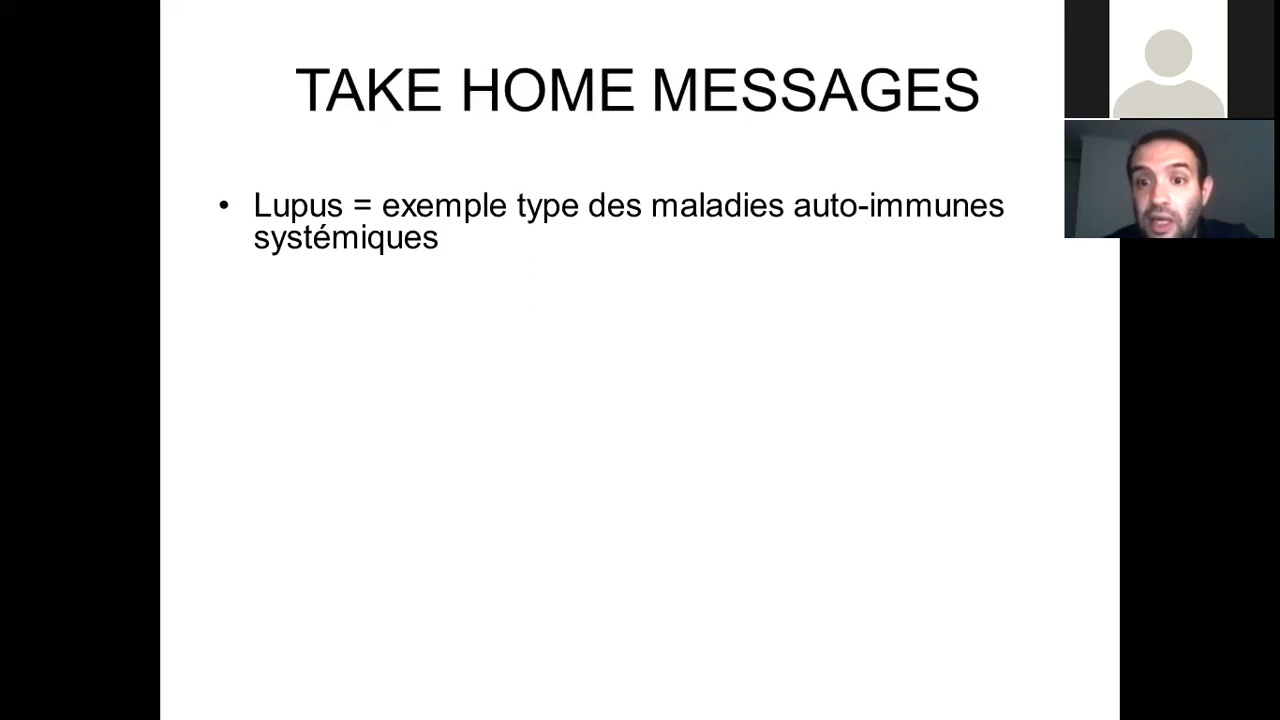 TAKE HOME MESSAGES
• Lupus = exemple type des maladies auto-immunes
systémiques